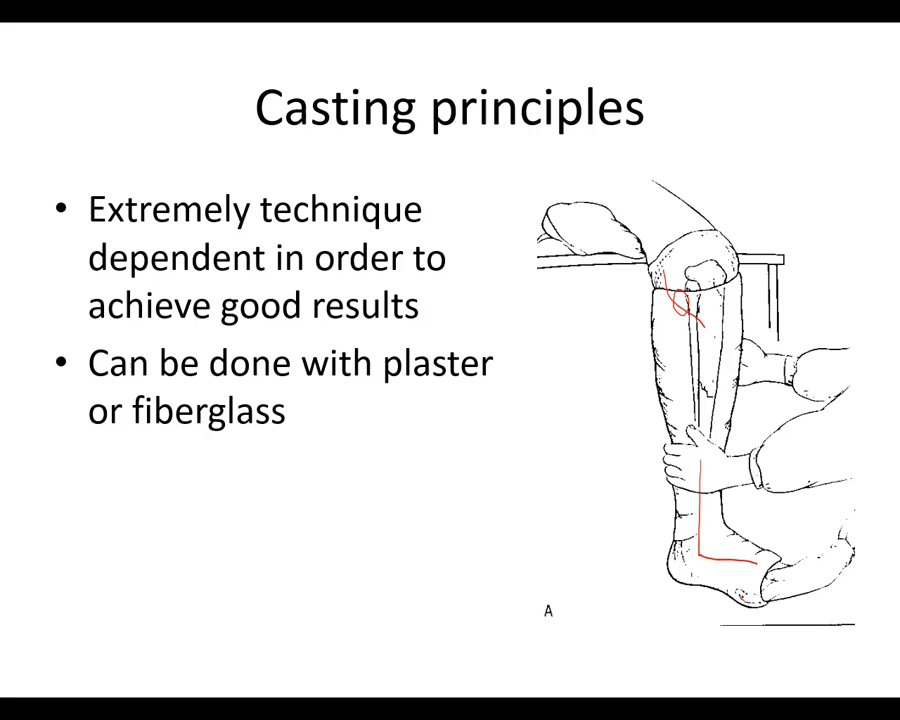 Casting principles
• Extremely technique
dependent in order to
achieve good results
• Can be done with plaster
or fiberglass
A